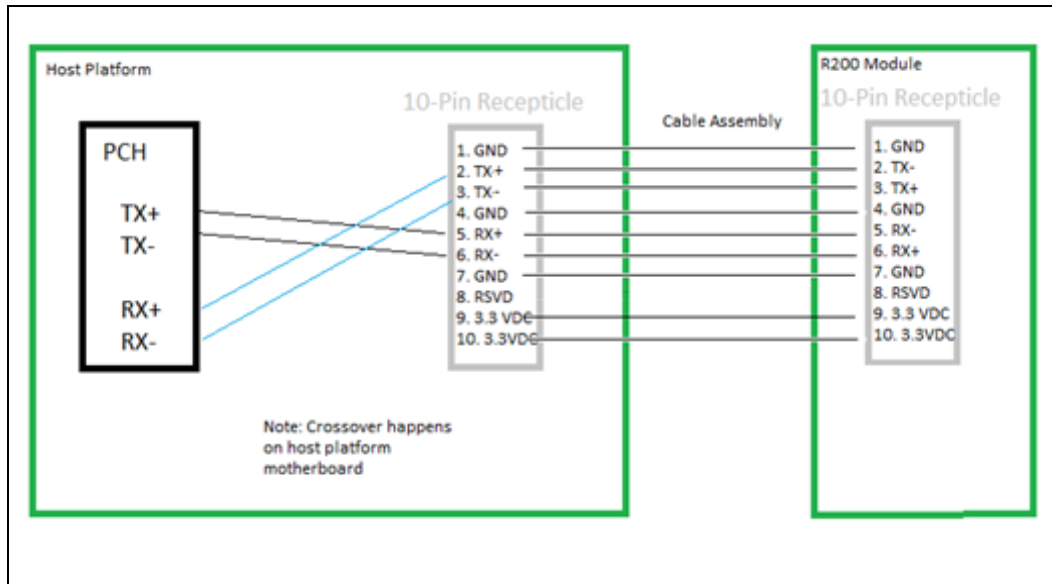 Host Platform
10-Pin Recepticle
PCH
TX+
TX-
RX+
RX-
1. GND
2. TX+
3. TX-
4. GND
5. RX+
6. RX-
7. GND
8. RSVD
9. 3.3 VDC
10. 3.3VDC
Note: Crossover happens
on host platform
motherboard
Cable Assembly
R200 Module
10-Pin Recepticle
1. GND
2. TX-
3. TX+
4. GND
5. RX-
6. RX+
7. GND
8. RSVD
9. 3.3 VDC
10. 3.3VDC